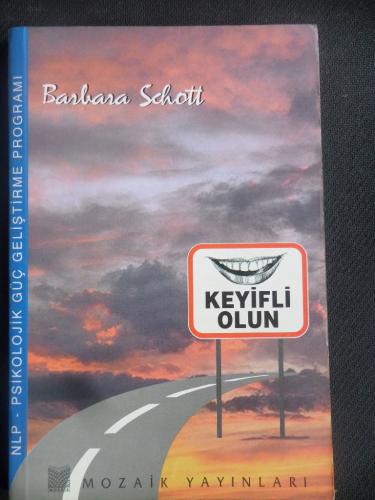 Barbara Schott
NLP - PSİKOLOJİK GÜÇ GELİŞTİRME PROGRAMI
KEYİFLİ
OLUN
MOZAİK YAYINLARI